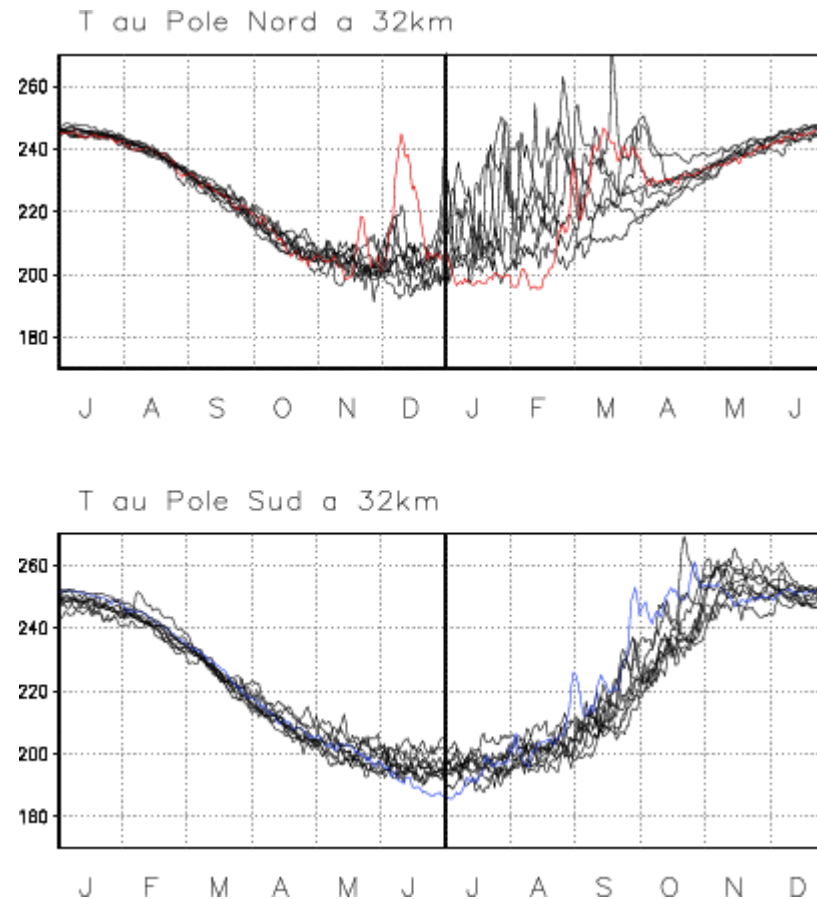 T au Pole Nord a 32km
260
240
220
200
180
J A S O N D J F M A M J
T au Pole Sud a 32km
260
240
220
200
180
J F M A M J J A S O N D